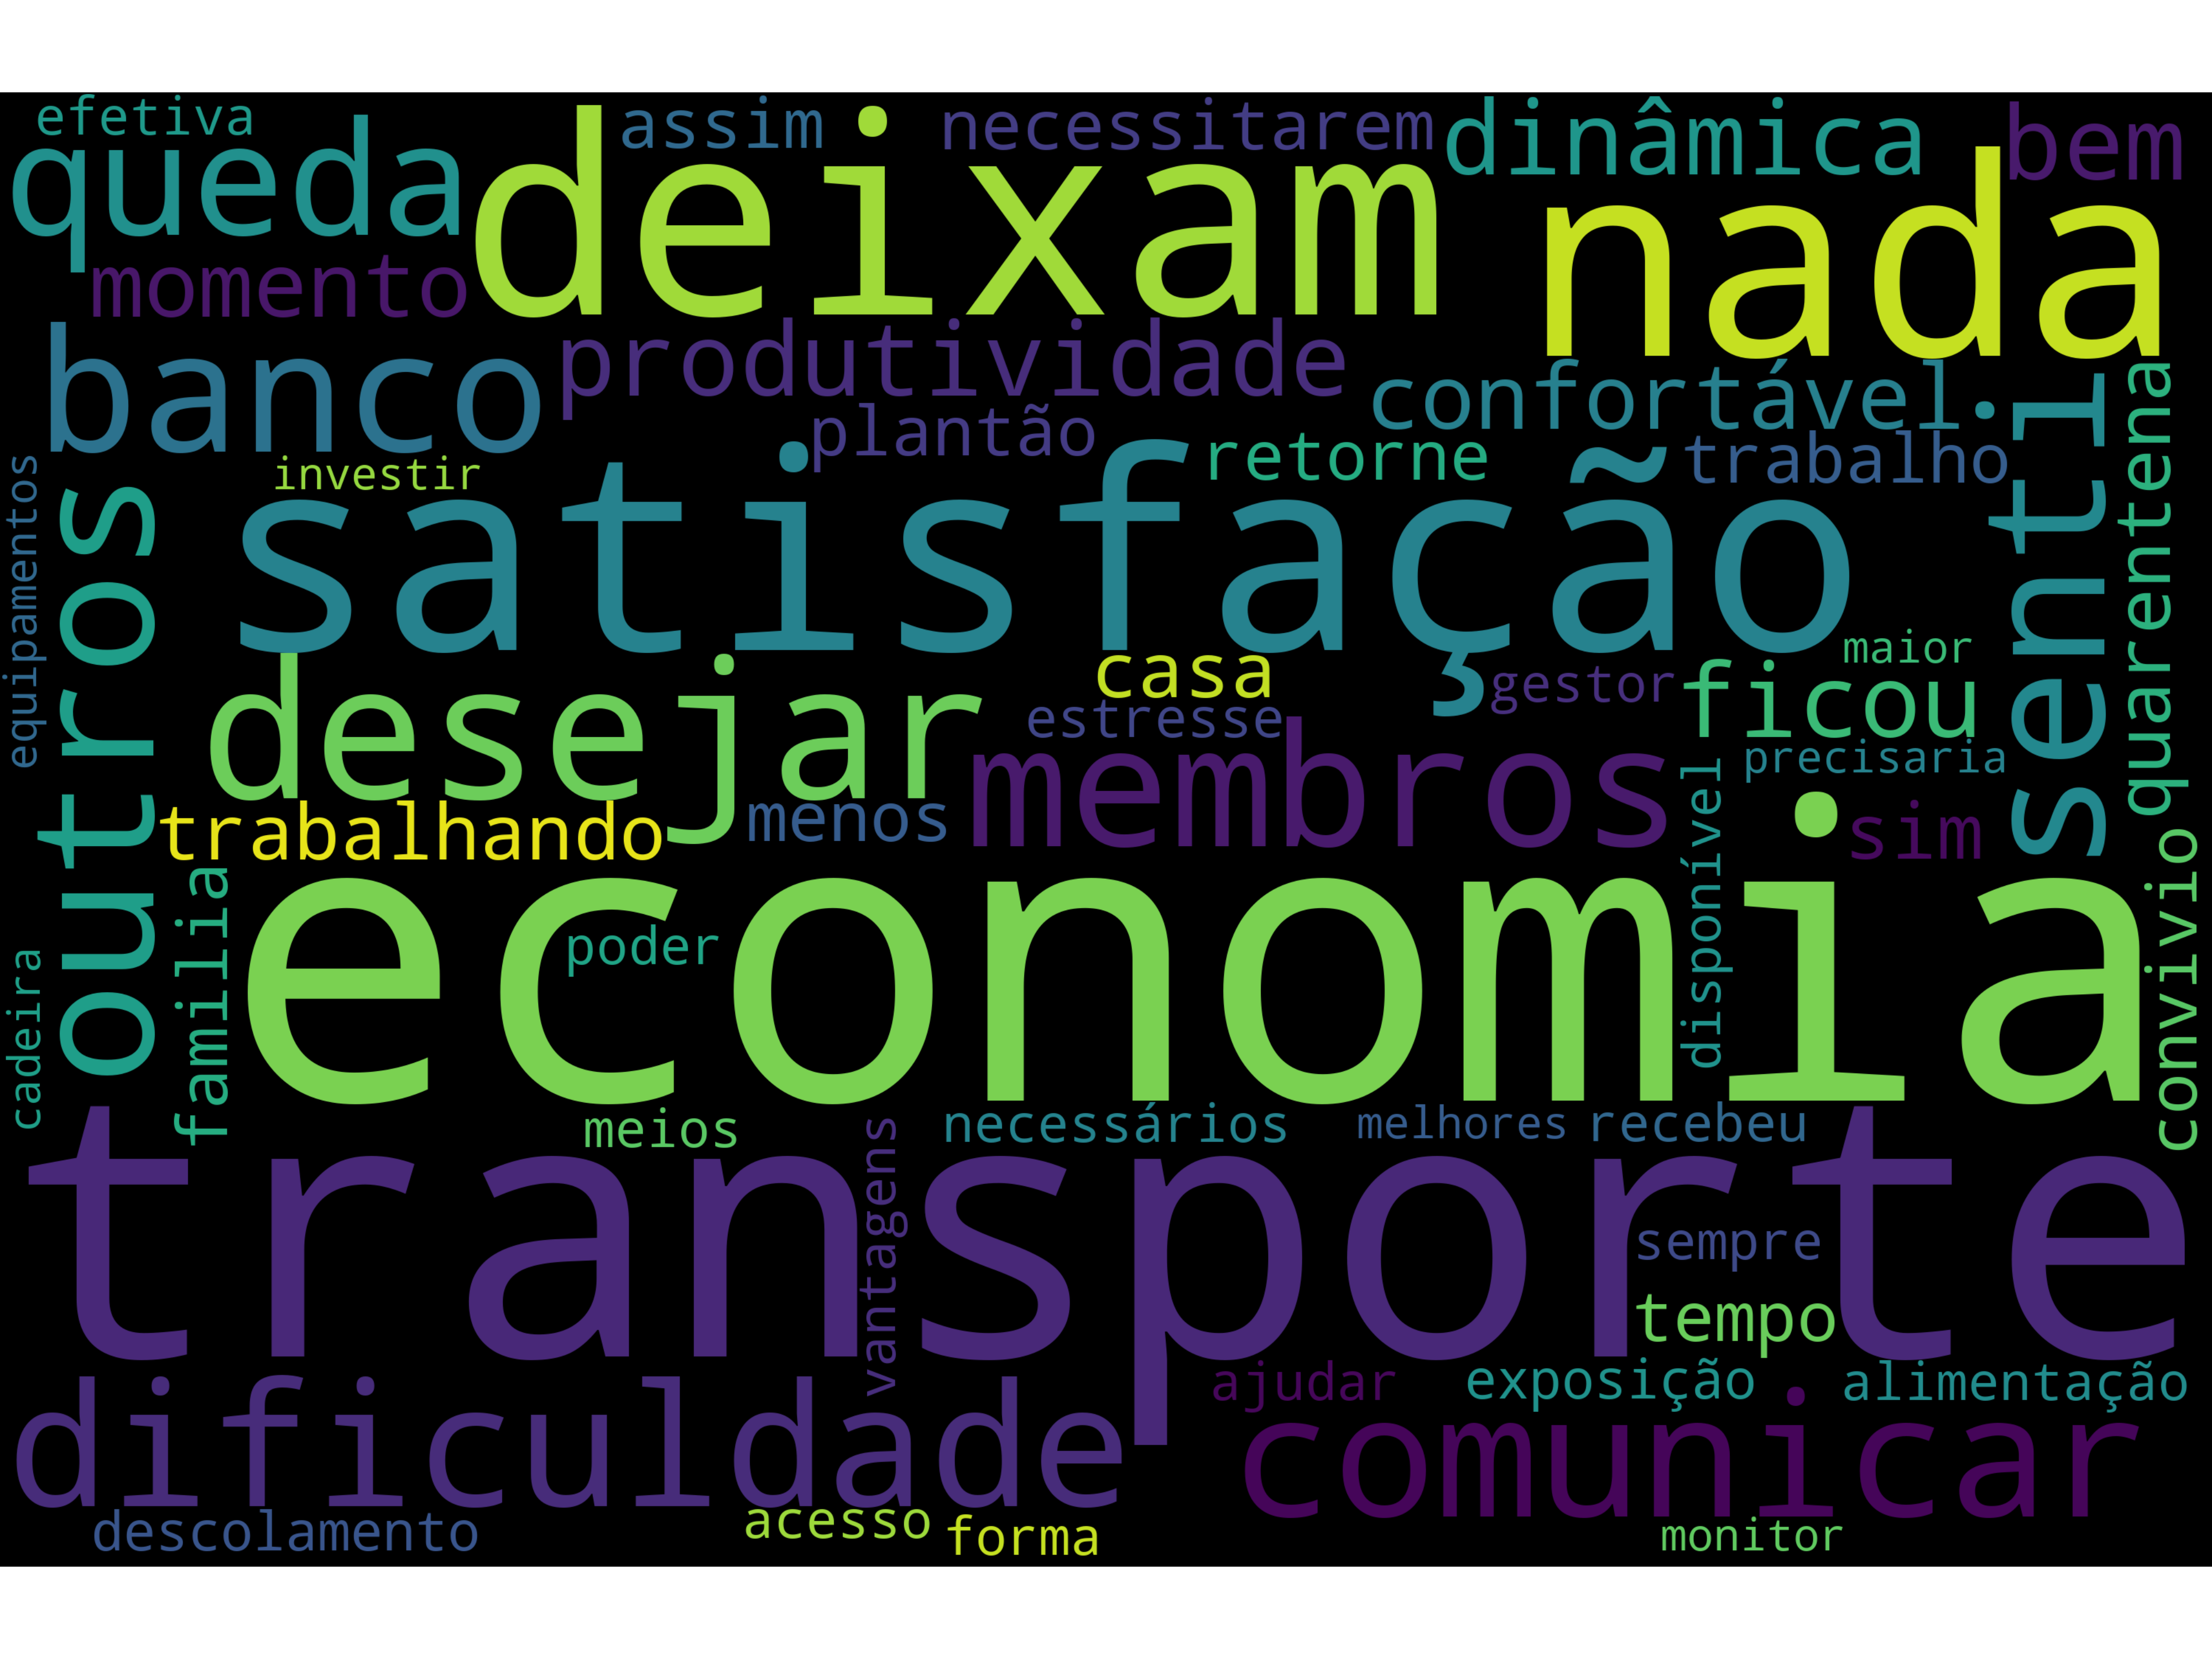 efetiva
assim
necessitarem
dinâmica
bem
queda
deixam
nada
momento
banco
produtividade
confortável
plantão
retorne
trabalho
investir
equipamentos
outros
satisfação
senti
quarentena
casa
gestor
maior
desejar
estresse
ficou
membros
precisaria
trabalhando
menos
disponível
sim
economia
poder
familia
cadeira
convivio
meios
necessários
melhores
recebeu
transporte
vantagens
sempre
tempo
dificuldade
ajudar
exposição
alimentação
comunicar
descolamento
acesso
forma
monitor